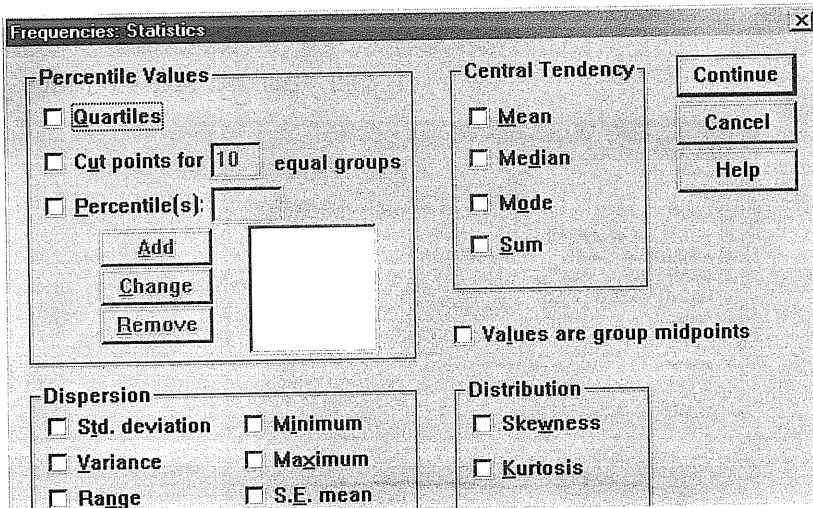 Frequencies: Statistics
Percentile Values
Quartiles
Cut points for 10 equal groups
Percentile(s):
Add
Change
Remove
Central Tendency
Mean
Median
Mode
Sum
Continue
Cancel
Help
Values are group midpoints
Dispersion
Std. deviation
Minimum
Variance
Maximum
Range
S.E. mean
Distribution
Skewness
Kurtosis